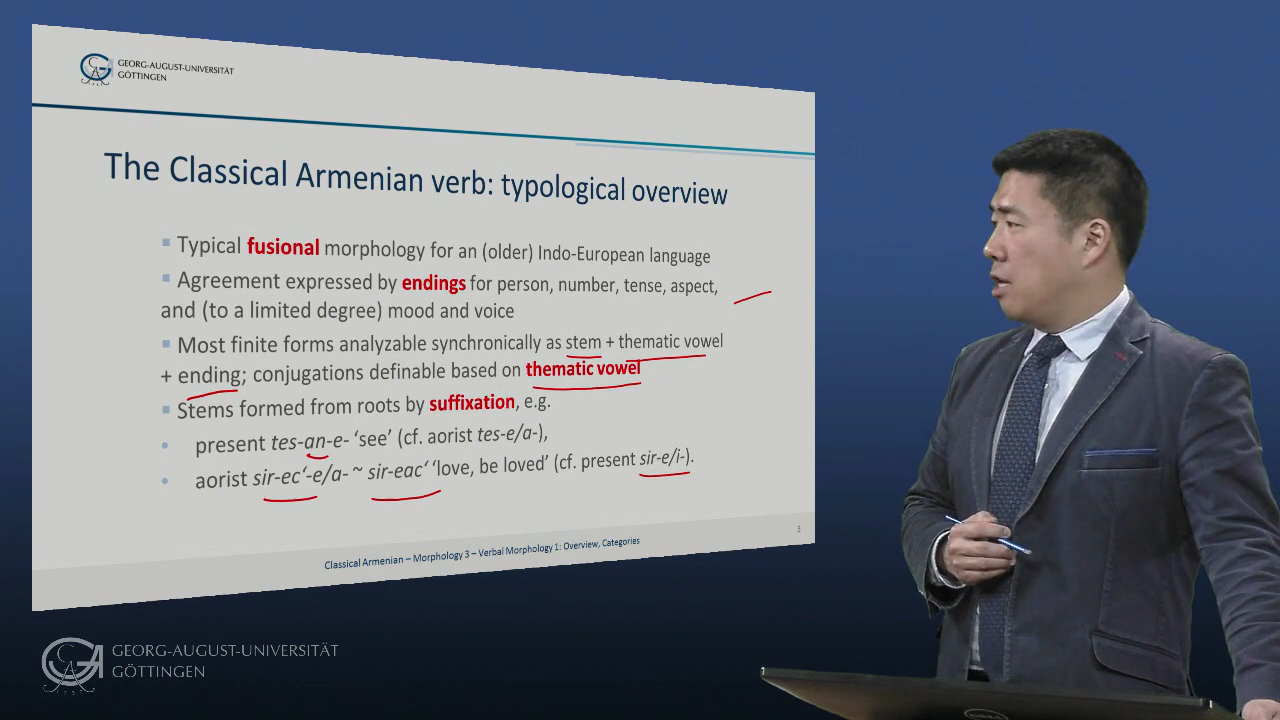 GEORG-AUGUST-UNIVERSITÄT
GÖTTINGEN
The Classical Armenian verb: typological overview
▪ Typical fusional morphology for an (older) Indo-European language
▪ Agreement expressed by endings for person, number, tense, aspect,
and (to a limited degree) mood and voice
▪ Most finite forms analyzable synchronically as stem + thematic vowel
+ ending; conjugations definable based on thematic vowel
▪ Stems formed from roots by suffixation, e.g.
• present tes-an-e- ‘see’ (cf. aorist tes-e/a-),
• aorist sir-ec‘-e/a- ~ sir-eac‘ ‘love, be loved’ (cf. present sir-e/i-).
3
Classical Armenian – Morphology 3 – Verbal Morphology 1: Overview, Categories
GEORG-AUGUST-UNIVERSITÄT
GÖTTINGEN